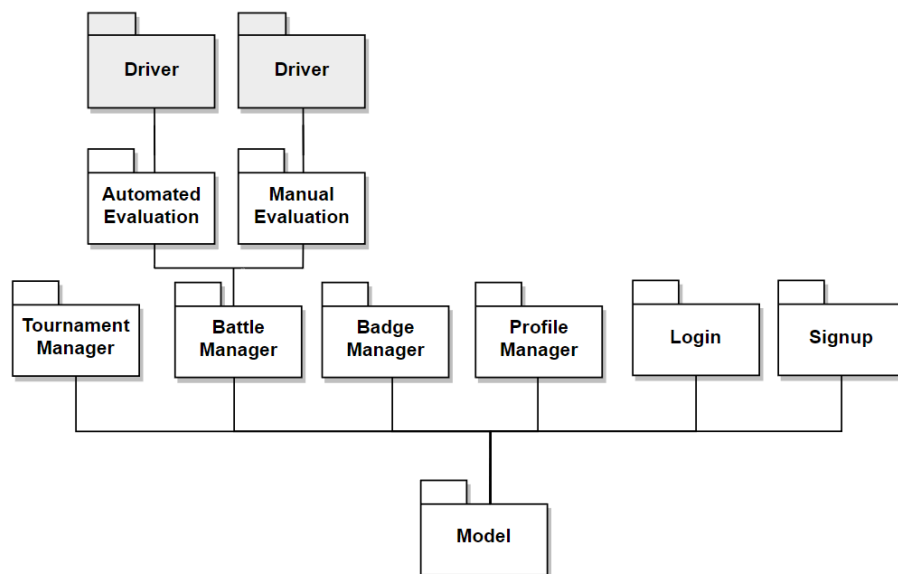 Driver
Driver
Automated
Evaluation
Manual
Evaluation
Tournament
Manager
Battle
Manager
Badge
Manager
Profile
Manager
Login
Signup
Model